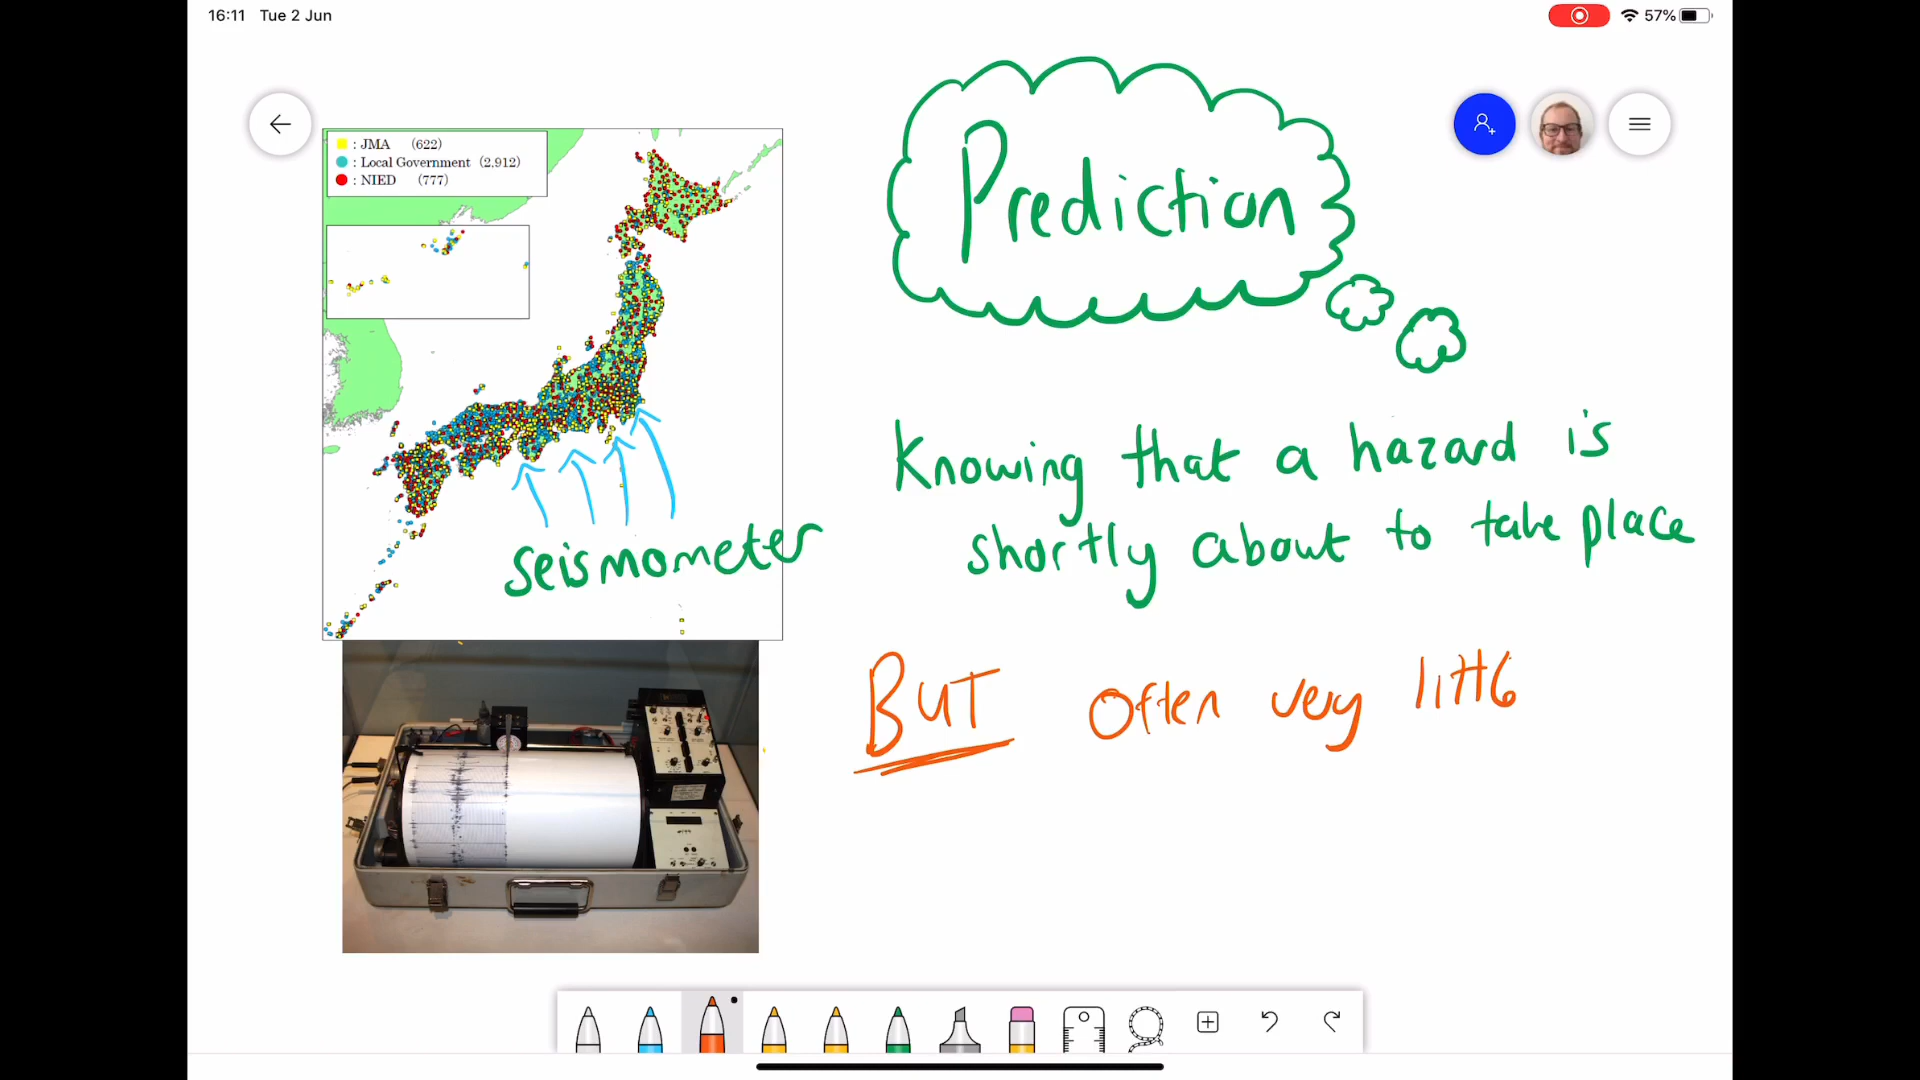 16:11 Tue 2 Jun
57%
: JMA (622)
: Local Government (2.912)
: NIED (777)
Prediction
seismometer
Knowing that a hazard is
shortly about to take place
BUT often very little